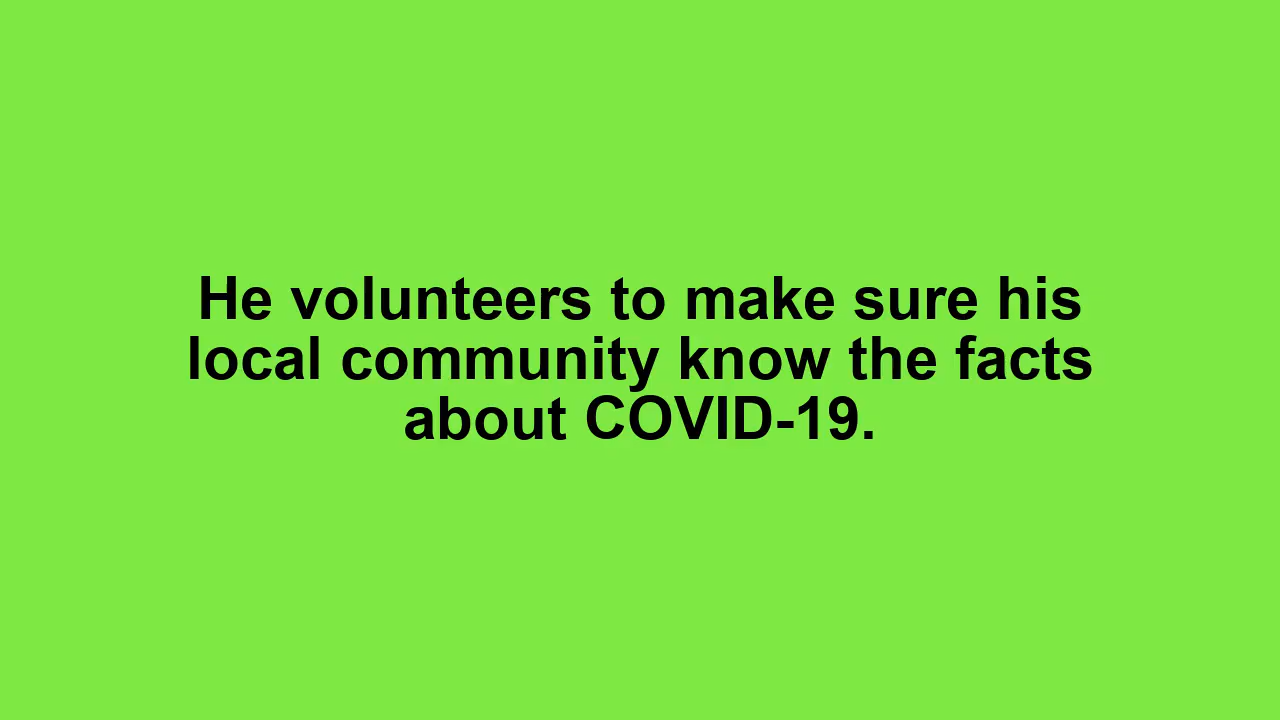 He volunteers to make sure his
local community know the facts
about COVID-19.